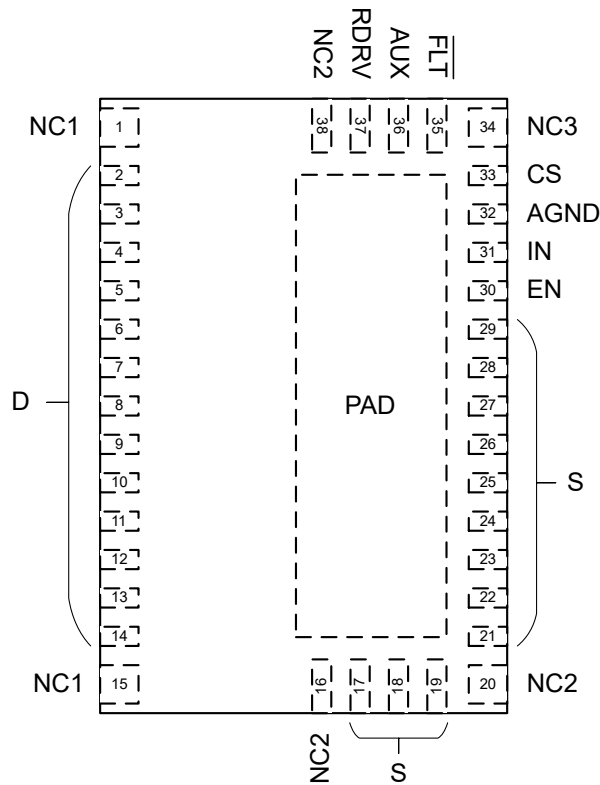 NC2
RDRV
AUX
FLT
38
37
36
35
NC1 1
34 NC3
2
33 CS
3
32 AGND
4
31 IN
5
30 EN
6
29
7
28
D
8
PAD
27
9
26
10
25
S
11
24
12
23
13
22
14
21
NC1 15
16
17
18
19
20 NC2
NC2
S